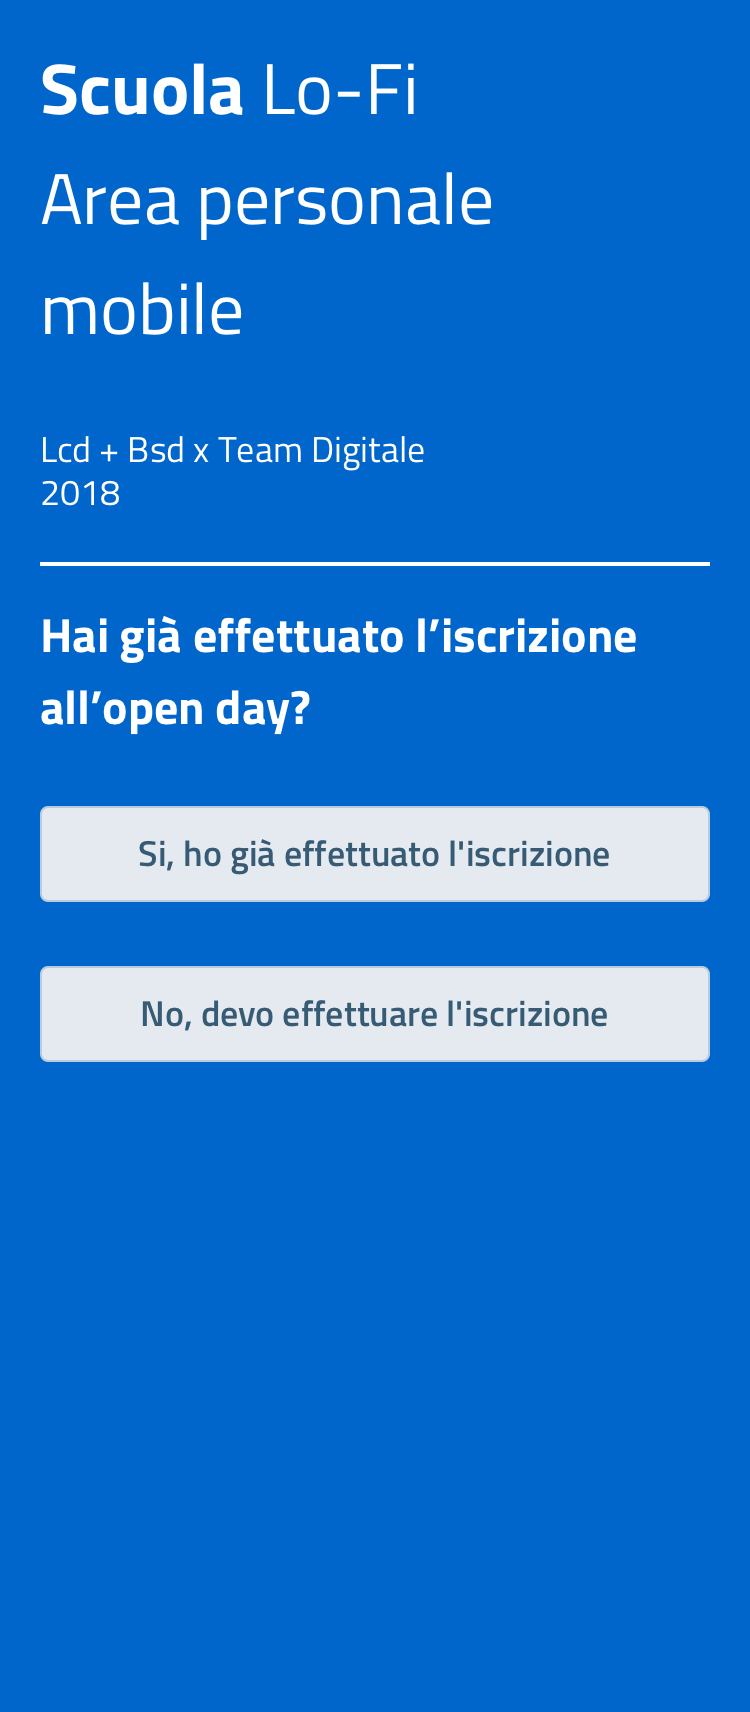 Scuola Lo-Fi
Area personale
mobile
Lcd + Bsd x Team Digitale
2018
Hai già effettuato l’iscrizione
all’open day?
Si, ho già effettuato l'iscrizione
No, devo effettuare l'iscrizione